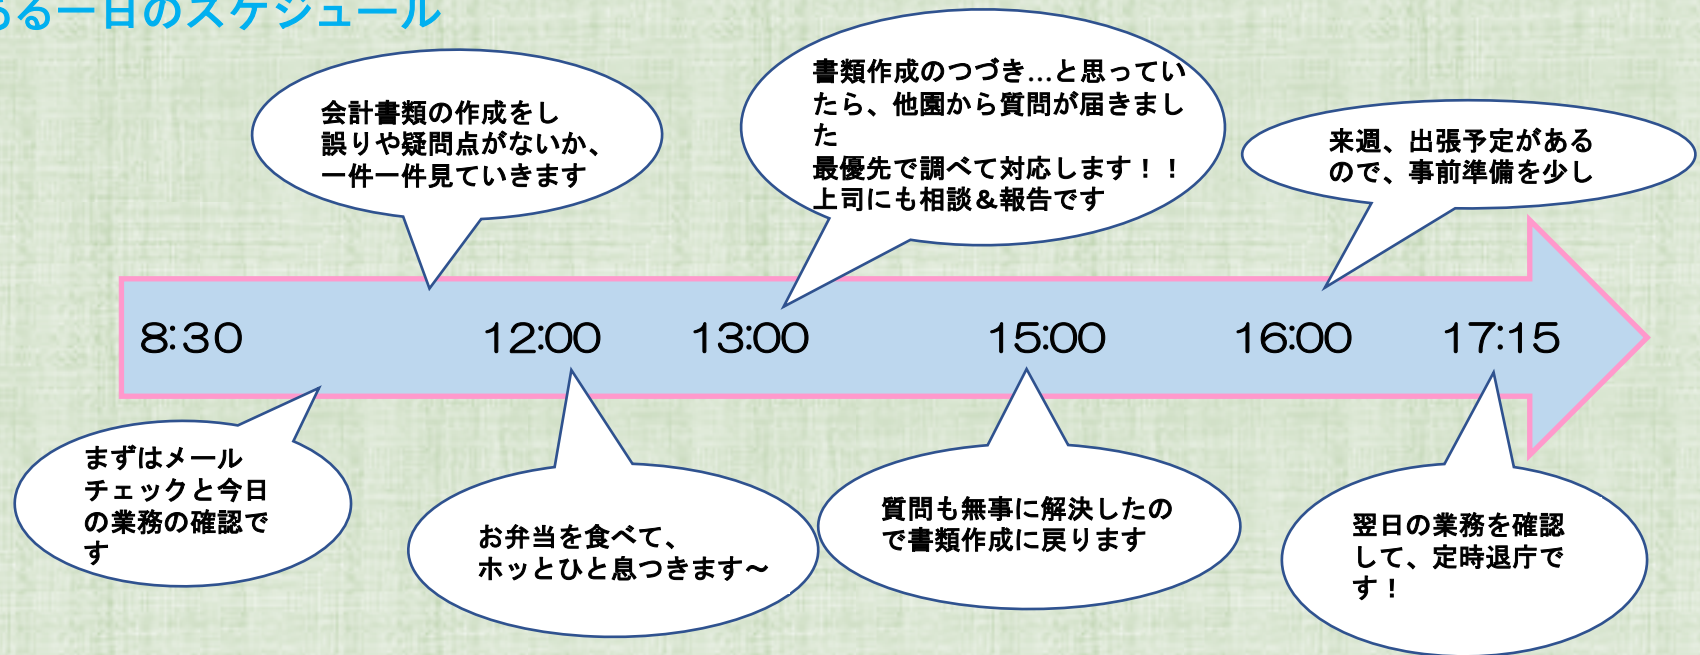 ある一日のスケジュール
会計書類の作成をし
誤りや疑問点がないか、
一件一件見ていきます
書類作成のつづき…と思ってい
たら、他園から質問が届きまし
た
最優先で調べて対応します！！
上司にも相談＆報告です
来週、出張予定がある
ので、事前準備を少し
8:30
12:00
13:00
15:00
16:00
17:15
まずはメール
チェックと今日
の業務の確認で
す
お弁当を食べて、
ホッとひと息つきます～
質問も無事に解決したの
で書類作成に戻ります
翌日の業務を確認
して、定時退庁で
す！